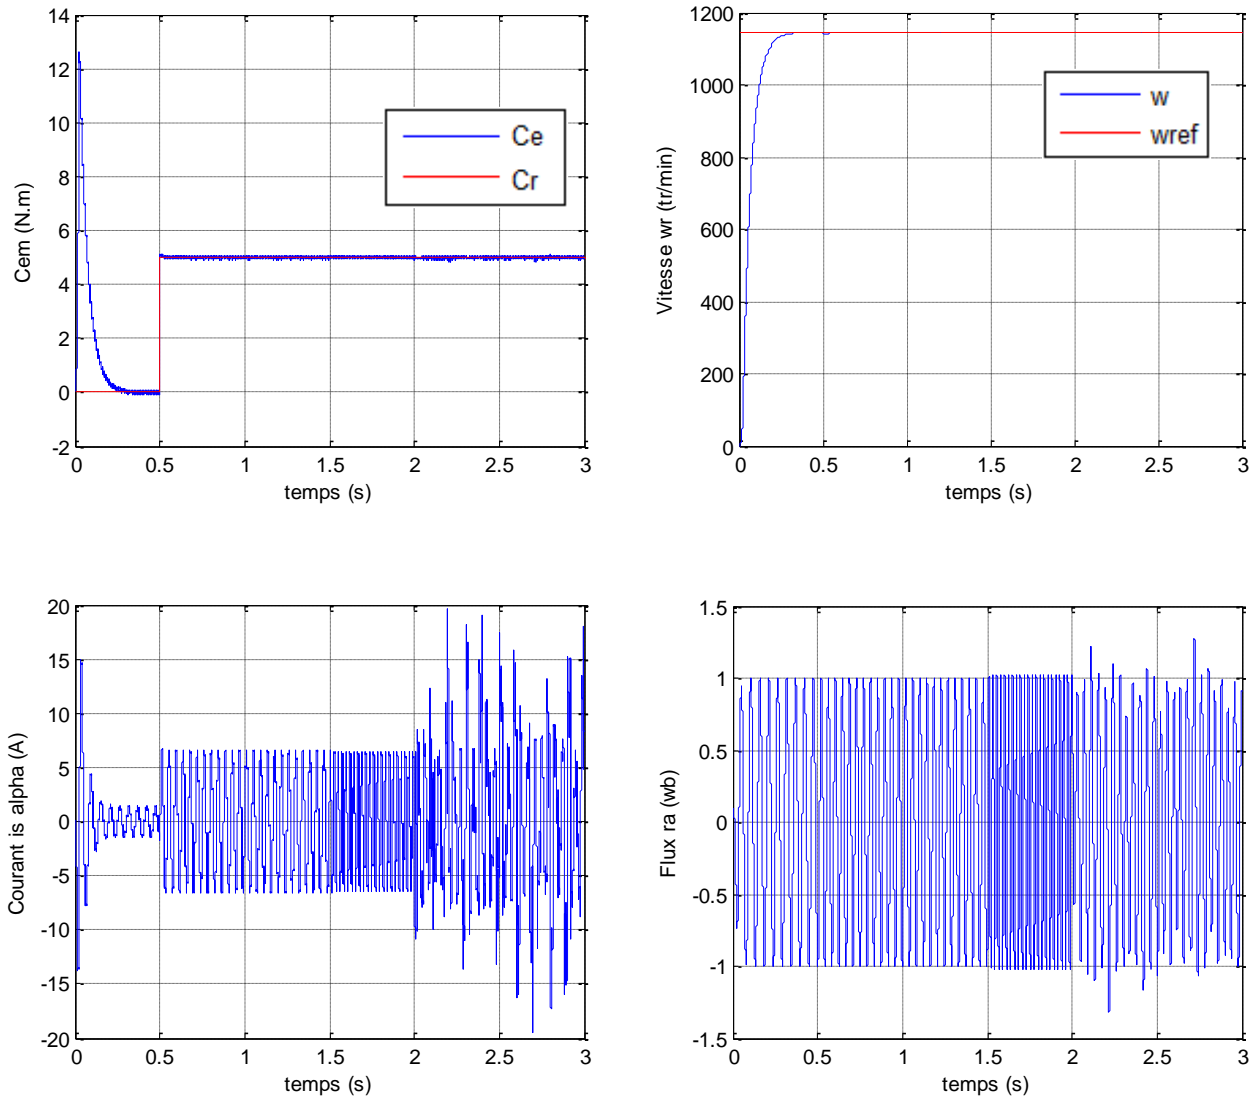 14
12
10
8
6
4
2
0
-2
Cem (N.m)
Ce
Cr
0 0.5 1 1.5 2 2.5 3
temps (s)
1200
1000
800
600
400
200
0
Vitesse wr (tr/min)
w
wref
0 0.5 1 1.5 2 2.5 3
temps (s)
20
15
10
5
0
-5
-10
-15
-20
Courant is alpha (A)
0 0.5 1 1.5 2 2.5 3
temps (s)
1.5
1
0.5
0
-0.5
-1
-1.5
Flux ra (wb)
0 0.5 1 1.5 2 2.5 3
temps (s)